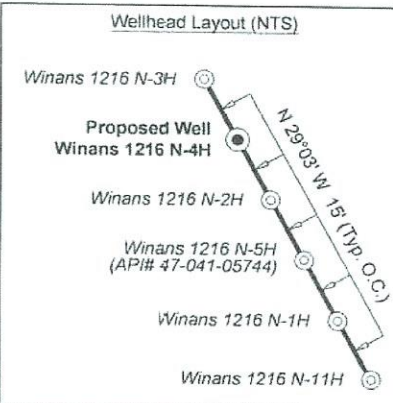 Wellhead Layout (NTS)
Winans 1216 N-3H
Proposed Well
Winans 1216 N-4H
N 29°03' W 15' (Typ. O.C.)
Winans 1216 N-2H
Winans 1216 N-5H
(API# 47-041-05744)
Winans 1216 N-1H
Winans 1216 N-11H